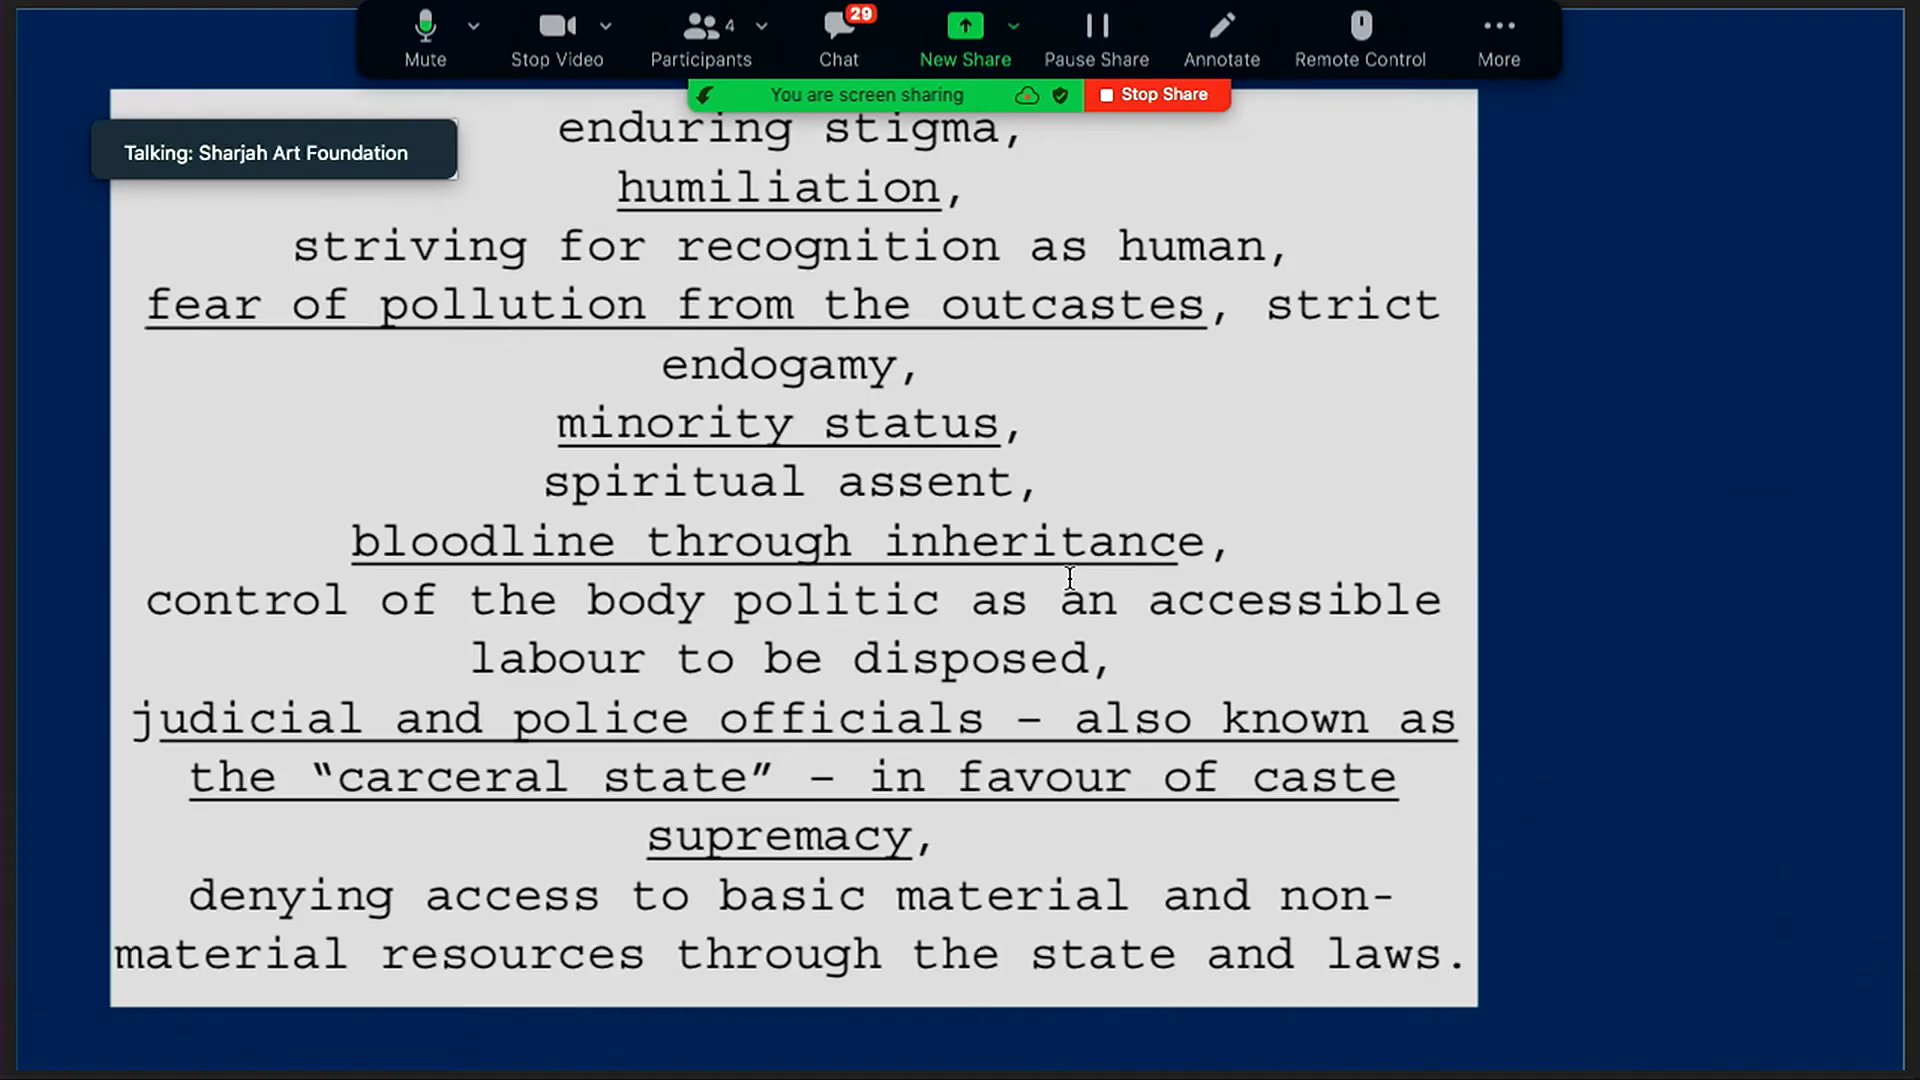 29
4
Mute
Stop Video
Participants
Chat
New Share
Pause Share
Annotate
Remote Control
More
You are screen sharing
Stop Share
Talking: Sharjah Art Foundation
enduring stigma,
humiliation,
striving for recognition as human,
fear of pollution from the outcastes, strict
endogamy,
minority status,
spiritual assent,
bloodline through inheritance,
control of the body politic as an accessible
labour to be disposed,
judicial and police officials – also known as
the “carceral state” – in favour of caste
supremacy,
denying access to basic material and non-
material resources through the state and laws.